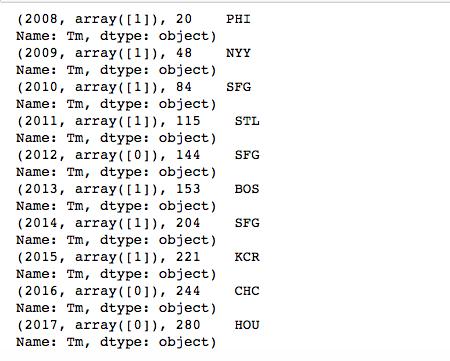 (2008, array([1]), 20    PHI
Name: Tm, dtype: object)
(2009, array([1]), 48    NYY
Name: Tm, dtype: object)
(2010, array([1]), 84    SFG
Name: Tm, dtype: object)
(2011, array([1]), 115    STL
Name: Tm, dtype: object)
(2012, array([0]), 144    SFG
Name: Tm, dtype: object)
(2013, array([1]), 153    BOS
Name: Tm, dtype: object)
(2014, array([1]), 204    SFG
Name: Tm, dtype: object)
(2015, array([1]), 221    KCR
Name: Tm, dtype: object)
(2016, array([0]), 244    CHC
Name: Tm, dtype: object)
(2017, array([0]), 280    HOU
Name: Tm, dtype: object)